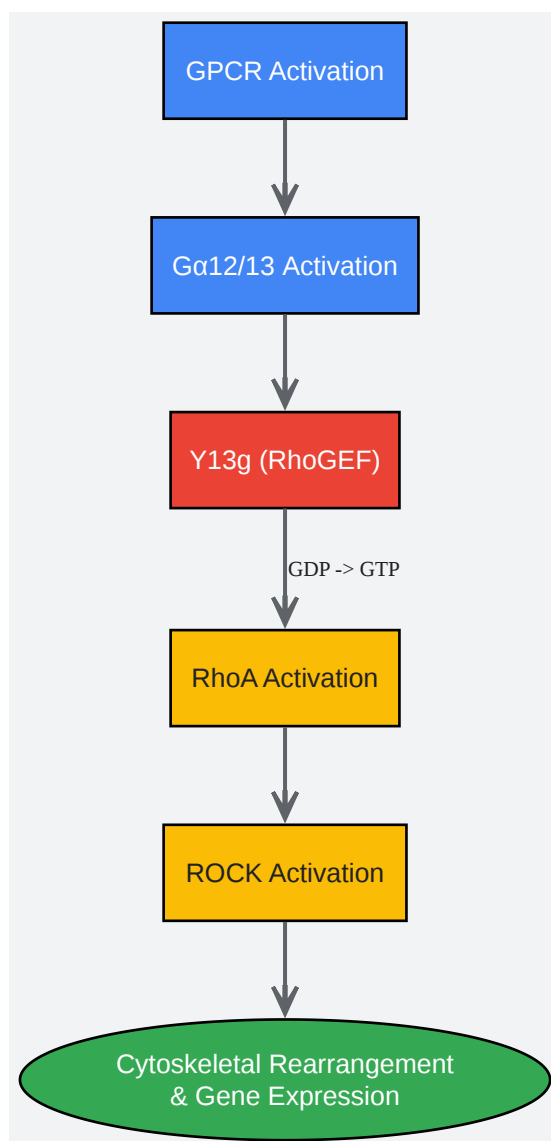 GPCR Activation
Gα12/13 Activation
Y13g (RhoGEF)
GDP -> GTP
RhoA Activation
ROCK Activation
Cytoskeletal Rearrangement
& Gene Expression